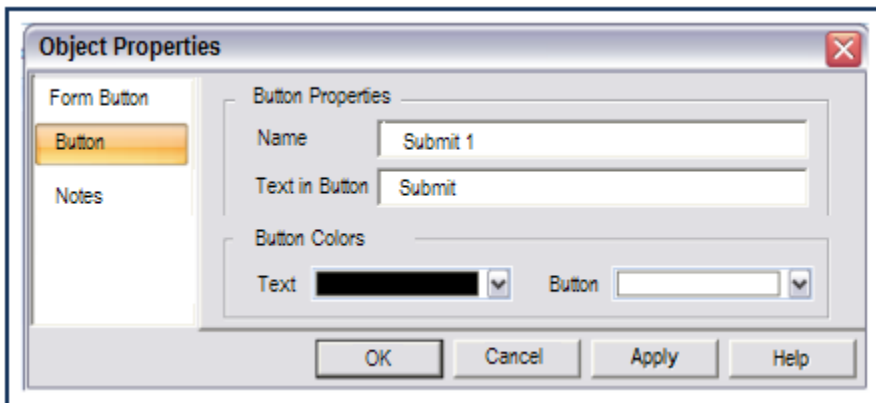 Object Properties
Form Button
Button
Notes
Button Properties
Name Submit 1
Text in Button Submit
Button Colors
Text Button
OK Cancel Apply Help